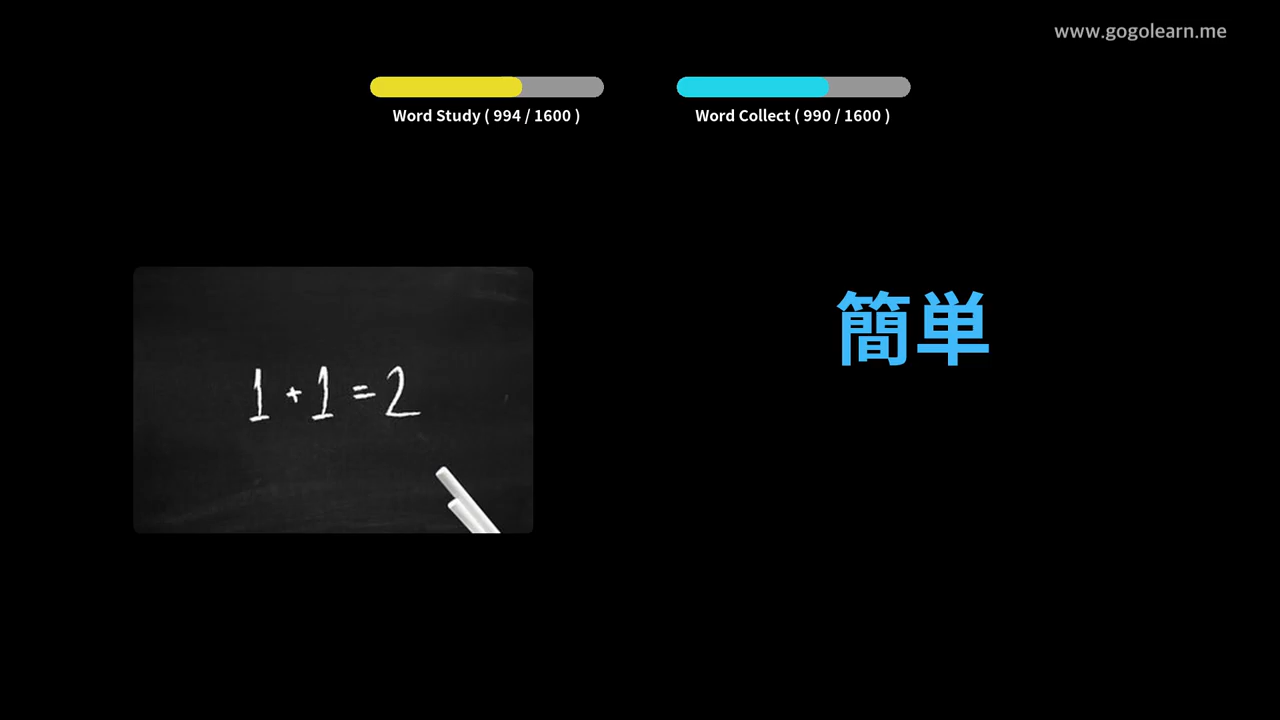 www.gogolearn.me
Word Study ( 994 / 1600 )
Word Collect ( 990 / 1600 )
簡単
1 + 1 = 2